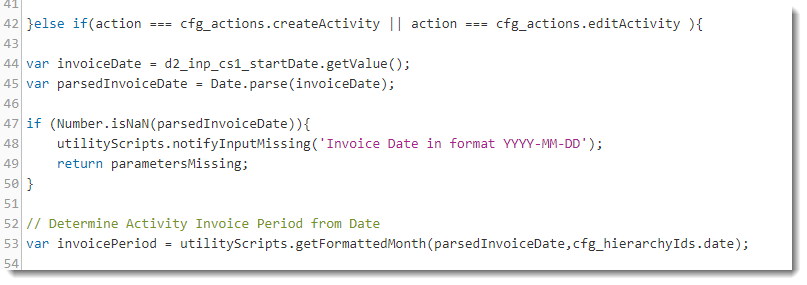 41
42 }else if(action === cfg_actions.createActivity || action === cfg_actions.editActivity ){
43
44 var invoiceDate = d2_inp_cs1_startDate.getValue();
45 var parsedInvoiceDate = Date.parse(invoiceDate);
46
47 if (Number.isNaN(parsedInvoiceDate)){
48     utilityScripts.notifyInputMissing('Invoice Date in format YYYY-MM-DD');
49     return parametersMissing;
50 }
51
52 // Determine Activity Invoice Period from Date
53 var invoicePeriod = utilityScripts.getFormattedMonth(parsedInvoiceDate,cfg_hierarchyIds.date);
54